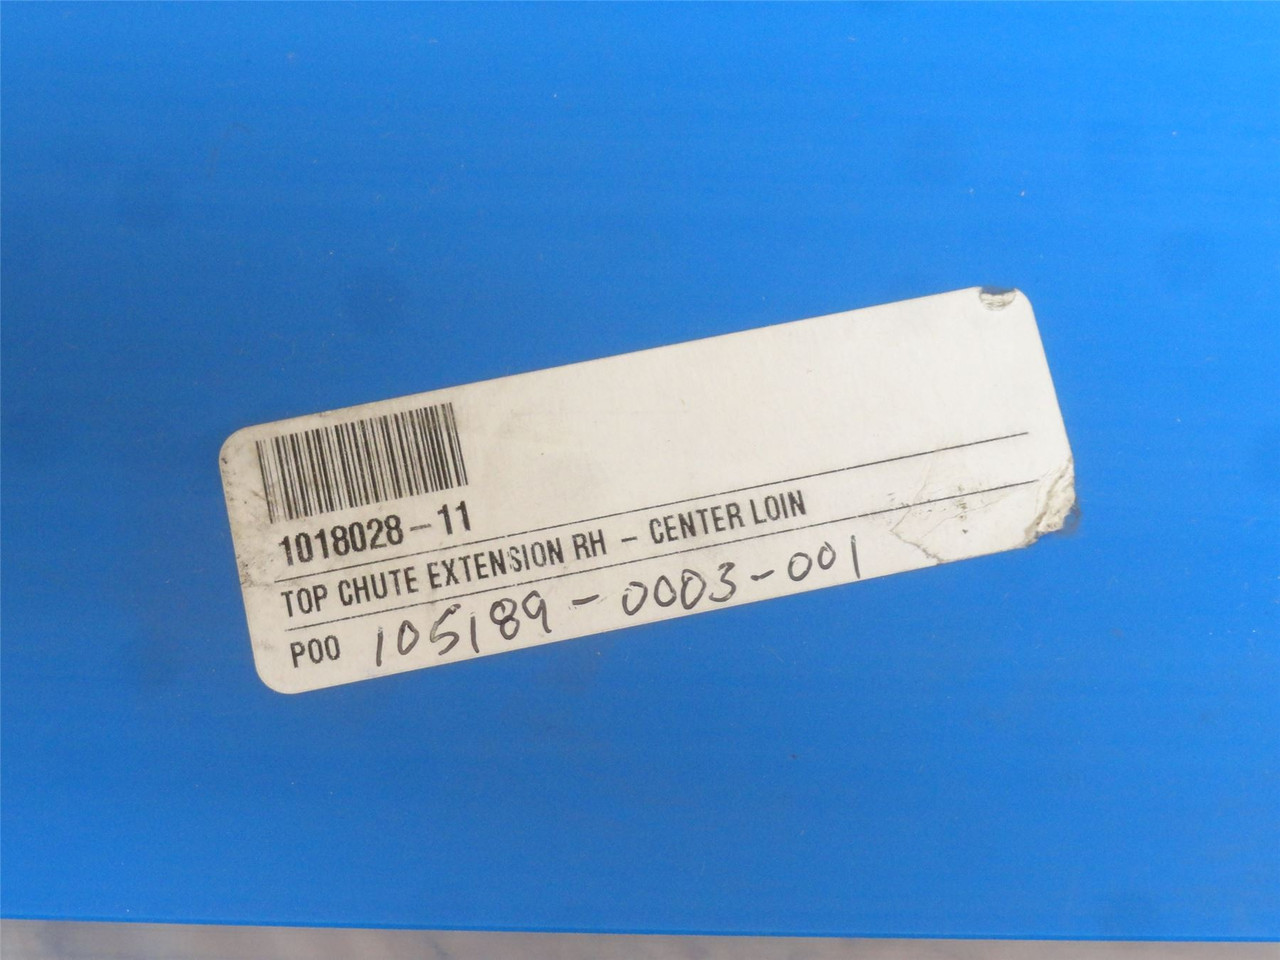 1018028-11
TOP CHUTE EXTENSION RH - CENTER LOIN
P00 105189-0003-001